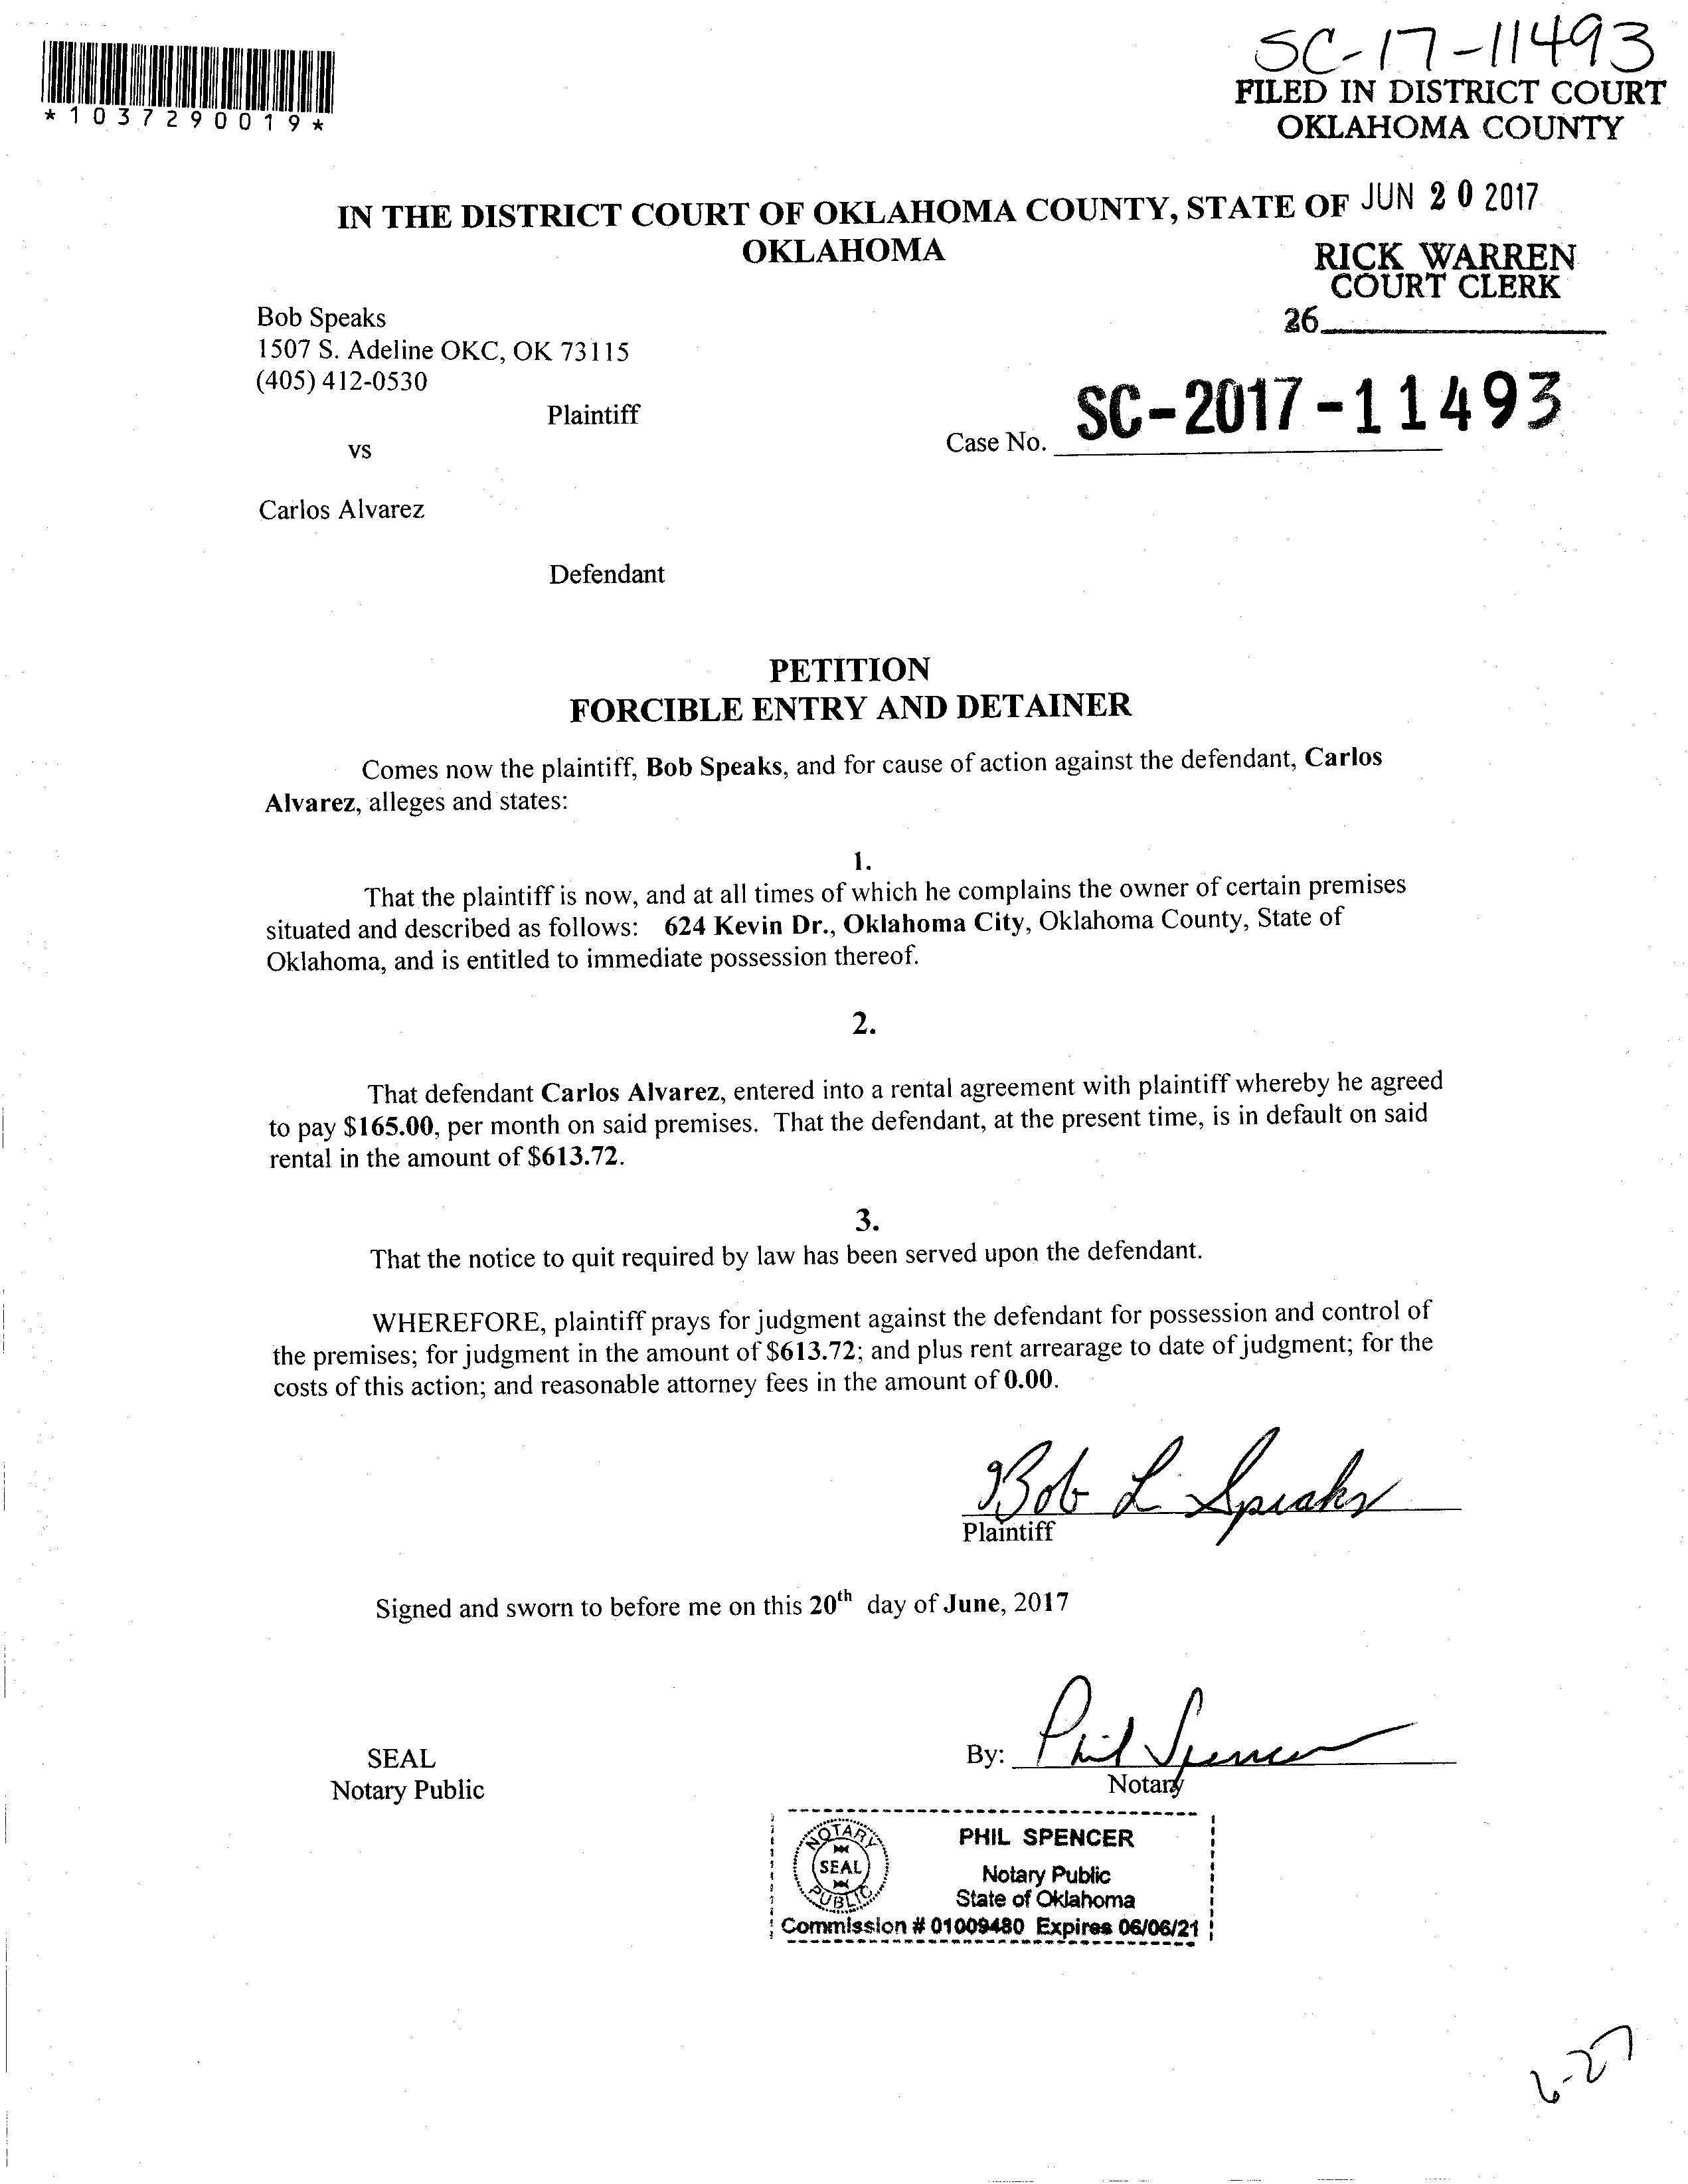 SC-17-11493
*1037290019*
FILED IN DISTRICT COURT
OKLAHOMA COUNTY
IN THE DISTRICT COURT OF OKLAHOMA COUNTY, STATE OF JUN 20 2017
OKLAHOMA
RICK WARREN
COURT CLERK
26
Bob Speaks
1507 S. Adeline OKC, OK 73115
(405) 412-0530
Plaintiff
vs
Case No. SC-2017-11493
Carlos Alvarez
Defendant
PETITION
FORCIBLE ENTRY AND DETAINER
Comes now the plaintiff, Bob Speaks, and for cause of action against the defendant, Carlos
Alvarez, alleges and states:
1.
That the plaintiff is now, and at all times of which he complains the owner of certain premises
situated and described as follows: 624 Kevin Dr., Oklahoma City, Oklahoma County, State of
Oklahoma, and is entitled to immediate possession thereof.
2.
That defendant Carlos Alvarez, entered into a rental agreement with plaintiff whereby he agreed
to pay $165.00, per month on said premises. That the defendant, at the present time, is in default on said
rental in the amount of $613.72.
3.
That the notice to quit required by law has been served upon the defendant.
WHEREFORE, plaintiff prays for judgment against the defendant for possession and control of
the premises; for judgment in the amount of $613.72; and plus rent arrearage to date of judgment; for the
costs of this action; and reasonable attorney fees in the amount of 0.00.
Bob L Speaks
Plaintiff
Signed and sworn to before me on this 20th day of June, 2017
SEAL
Notary Public
By: Phil Spencer
Notary
NOTARY
SEAL
PUBLIC
PHIL SPENCER
Notary Public
State of Oklahoma
Commission # 01009480 Expires 06/06/21
6-27